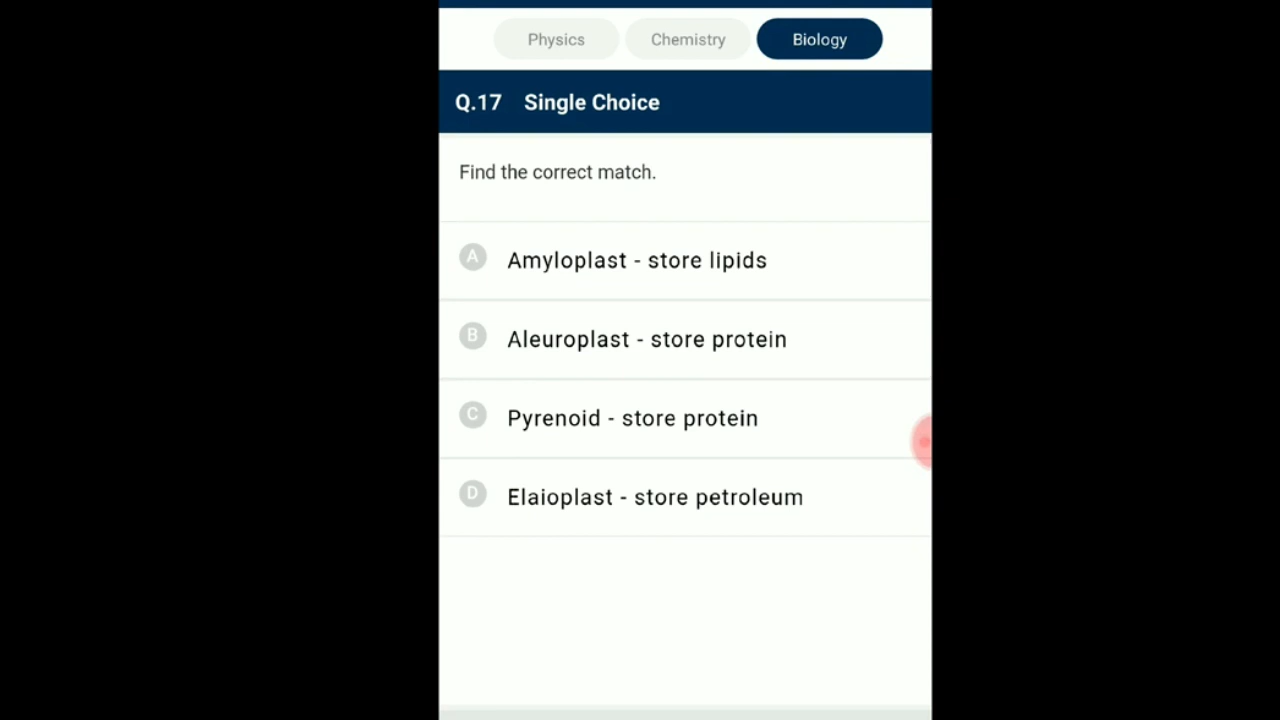 Physics Chemistry Biology
Q.17 Single Choice
Find the correct match.
A Amyloplast - store lipids
B Aleuroplast - store protein
C Pyrenoid - store protein
D Elaioplast - store petroleum